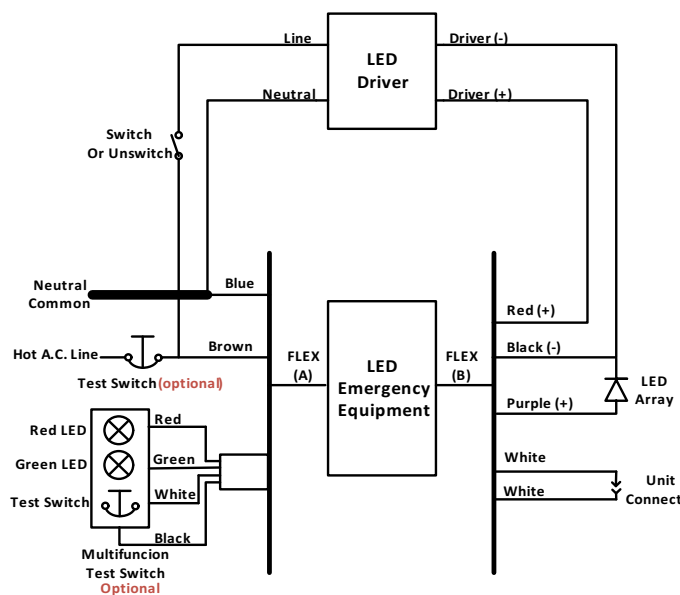 Line
LED
Driver
Driver (-)
Neutral
Driver (+)
Switch
Or Unswitch
Neutral
Common
Blue
Hot A.C. Line
Brown
Test Switch(optional)
FLEX
(A)
LED
Emergency
Equipment
FLEX
(B)
Red (+)
Black (-)
Purple (+)
LED
Array
Red LED
Red
Green LED
Green
Test Switch
White
Black
Multifuncion
Test Switch
Optional
White
White
Unit
Connect